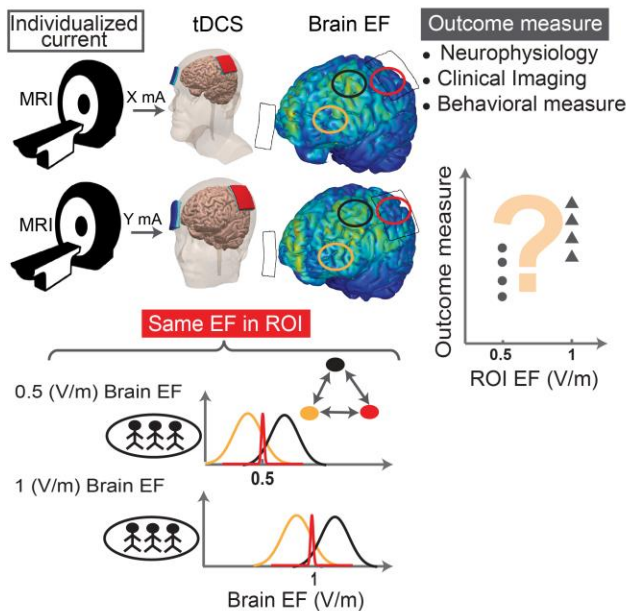 Individualized
current
tDCS
Brain EF
Outcome measure
• Neurophysiology
• Clinical Imaging
• Behavioral measure
MRI
X mA
MRI
Y mA
Outcome measure
?
0.5
1
ROI EF (V/m)
Same EF in ROI
0.5 (V/m) Brain EF
0.5
1 (V/m) Brain EF
1
Brain EF (V/m)